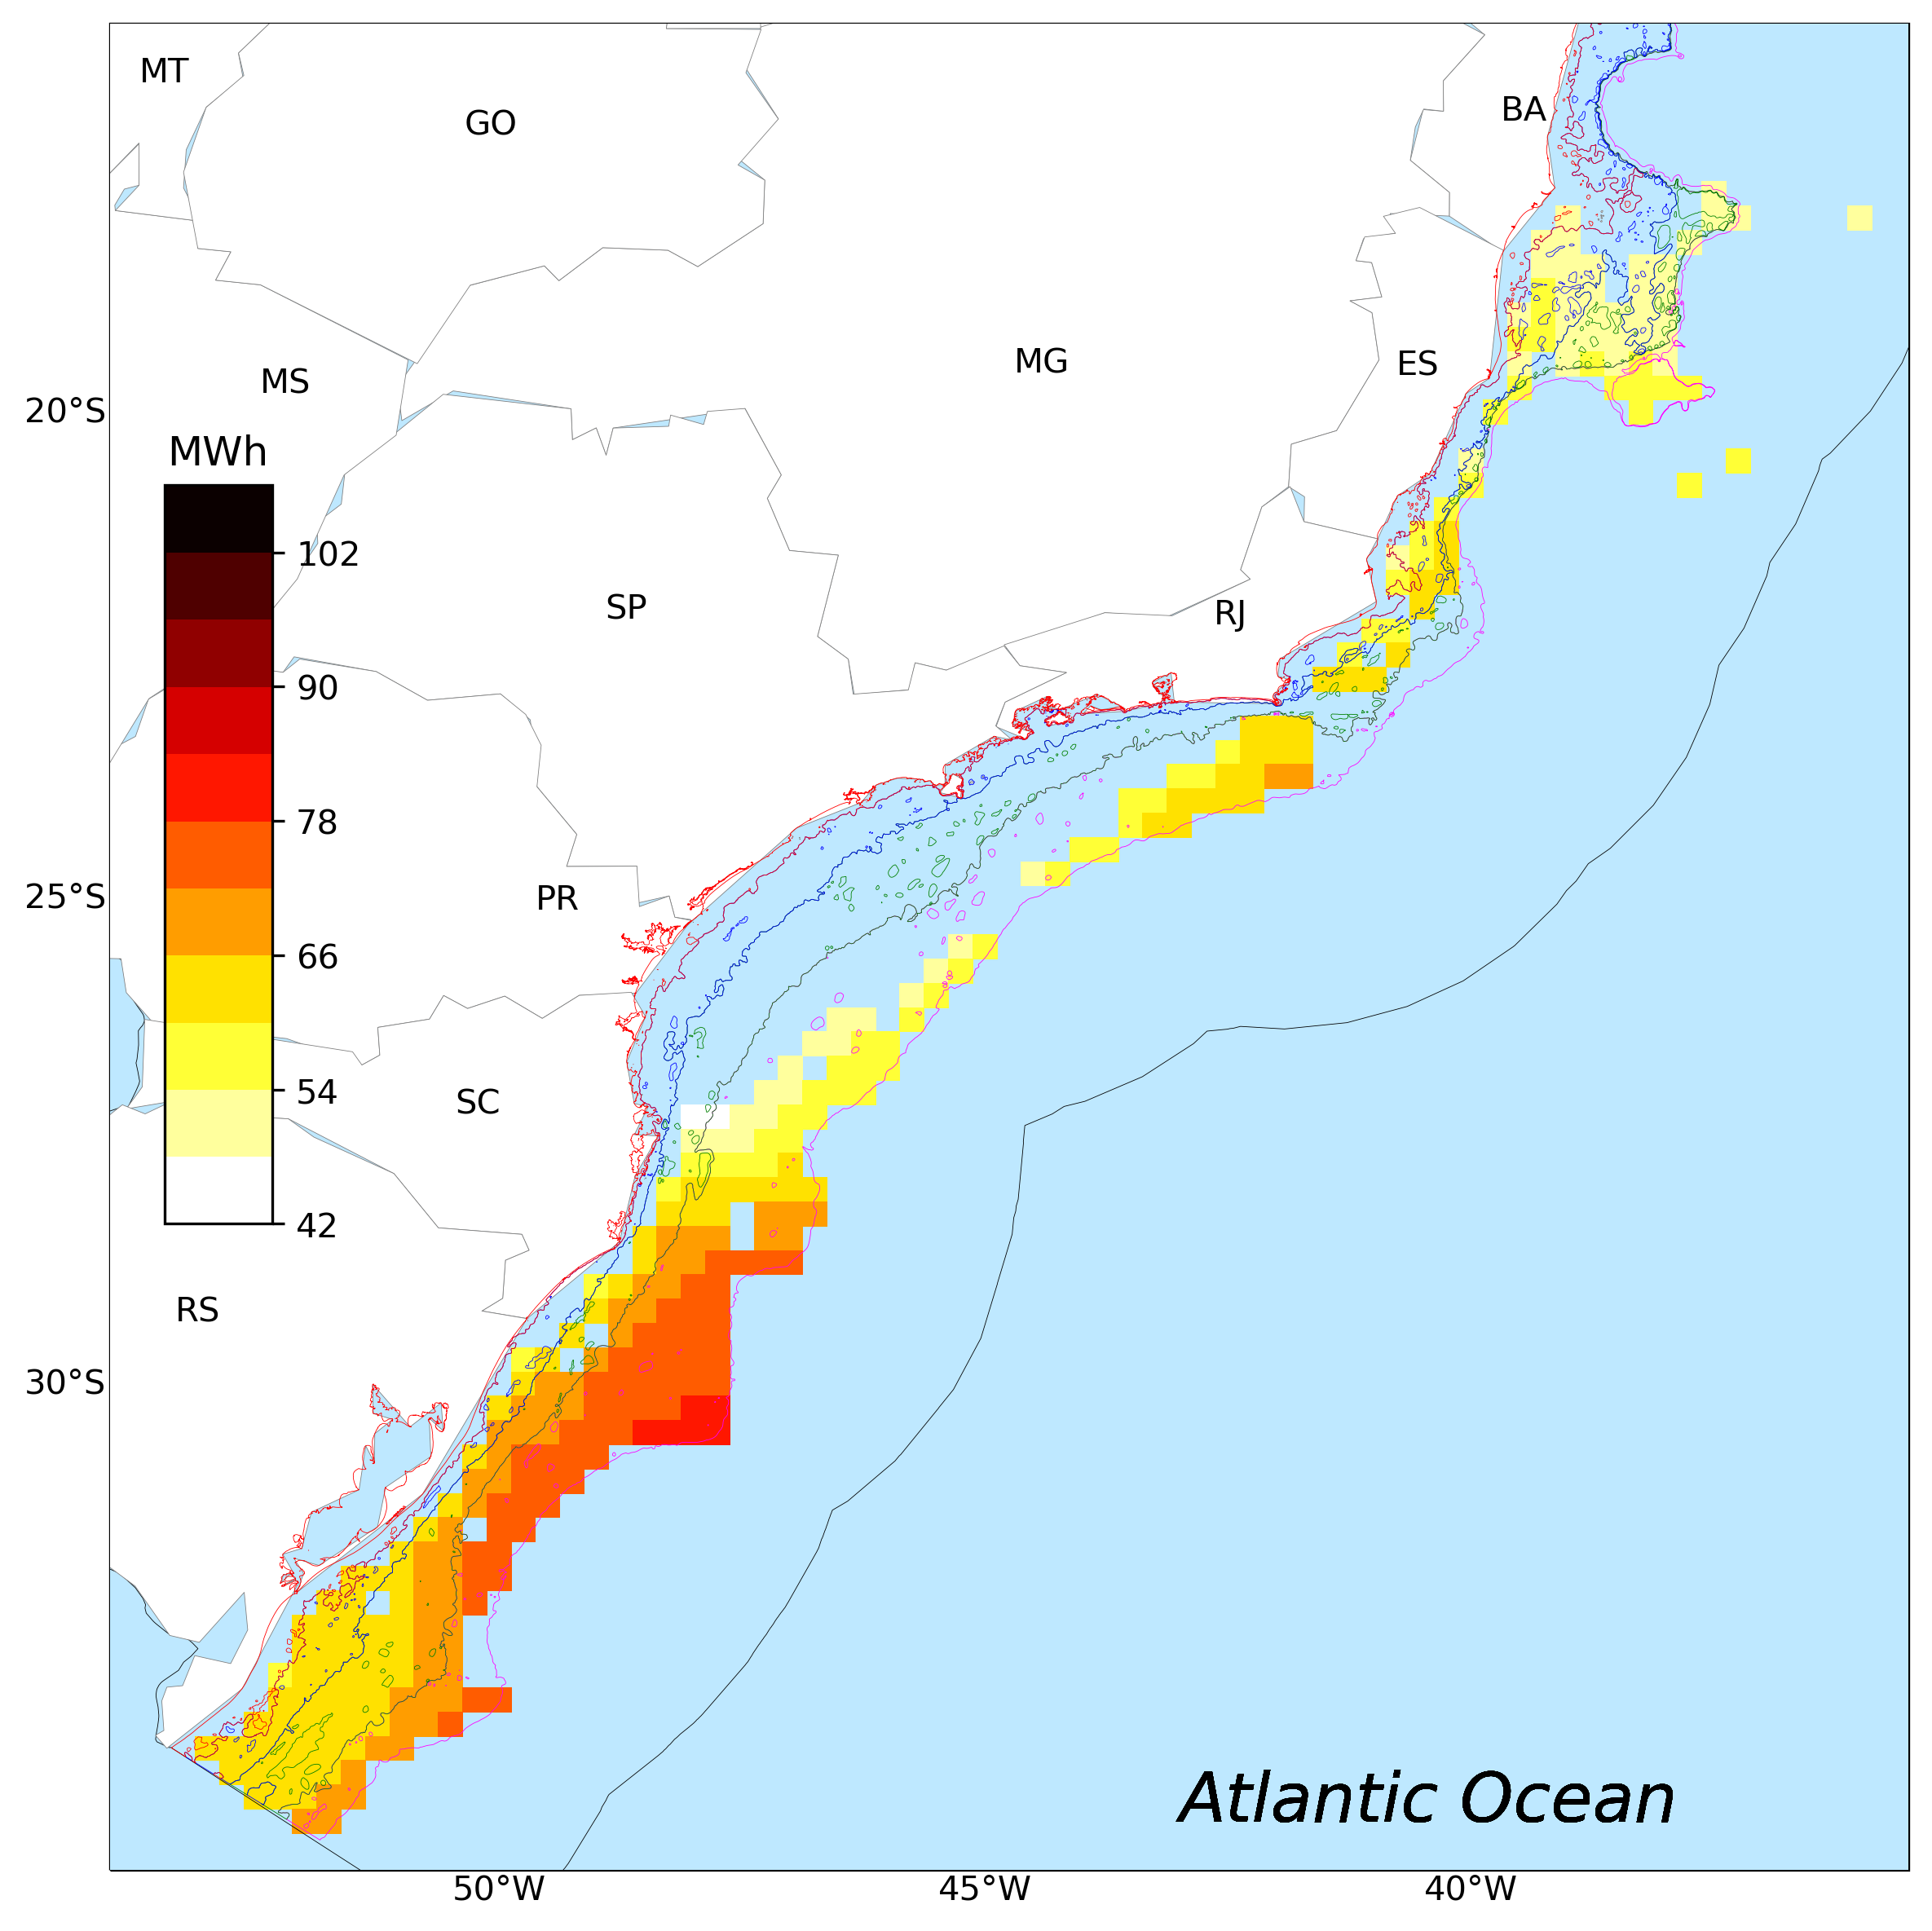 MT
GO
BA
MG
ES
MS
20°S
MWh
102
SP
RJ
90
78
25°S
PR
66
54
SC
42
RS
30°S
Atlantic Ocean
50°W
45°W
40°W